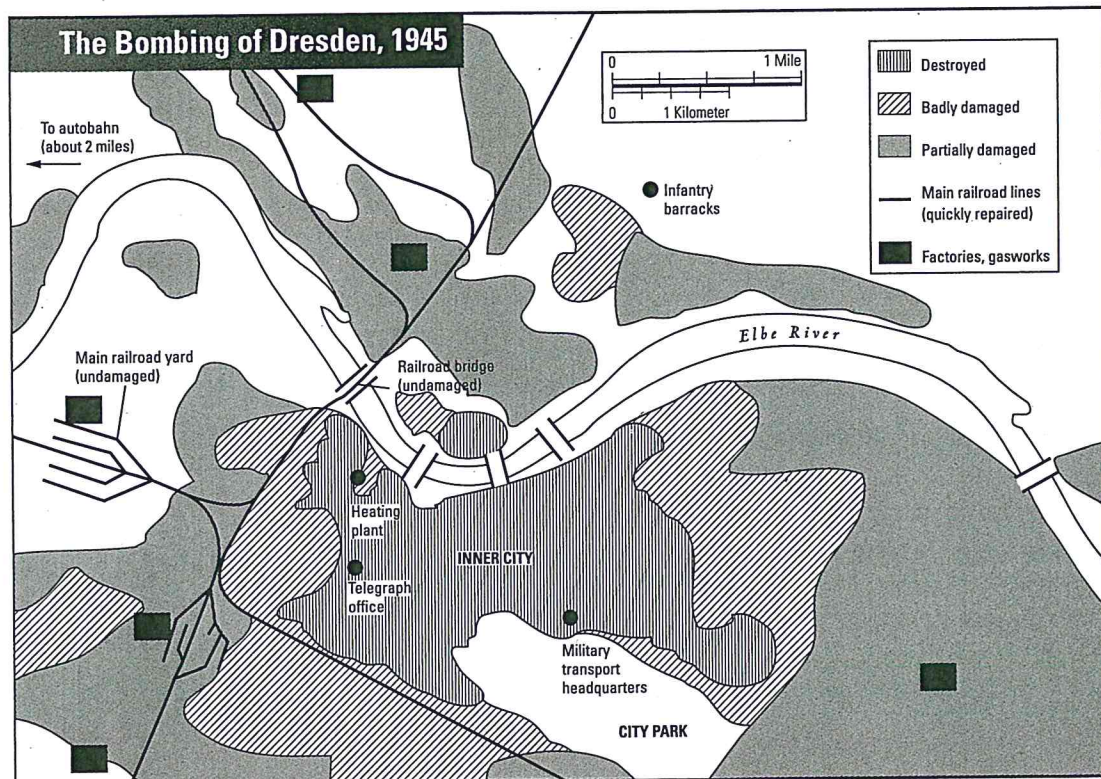 The Bombing of Dresden, 1945
0 1 Mile
0 1 Kilometer
Destroyed
Badly damaged
Partially damaged
Main railroad lines
(quickly repaired)
Factories, gasworks
To autobahn
(about 2 miles)
Infantry
barracks
Elbe River
Main railroad yard
(undamaged)
Railroad bridge
(undamaged)
Heating
plant
INNER CITY
Telegraph
office
Military
transport
headquarters
CITY PARK